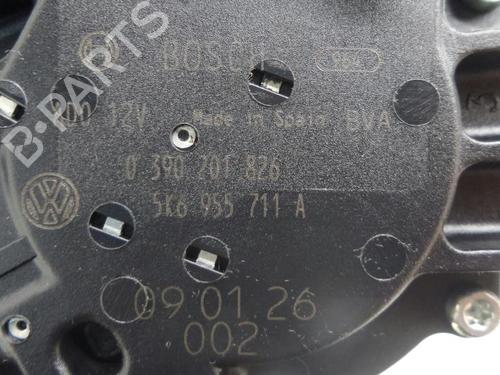 BOSCH
12V Made in Spain BVA
0 390 201 826
5K6 955 711 A
09 01 26
002
B-PARTS